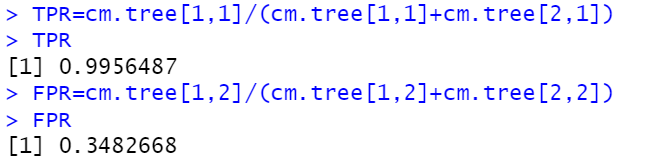 > TPR=cm.tree[1,1]/(cm.tree[1,1]+cm.tree[2,1])
> TPR
[1] 0.9956487
> FPR=cm.tree[1,2]/(cm.tree[1,2]+cm.tree[2,2])
> FPR
[1] 0.3482668